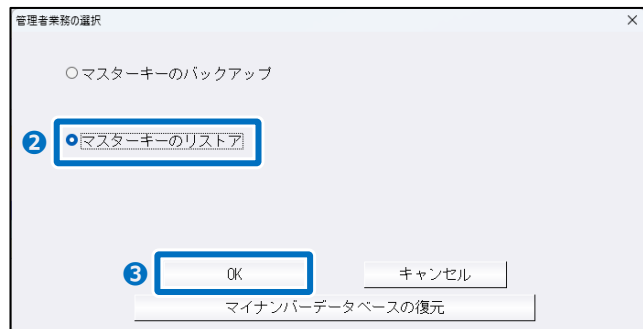 管理者業務の選択
マスターキーのバックアップ
❷ マスターキーのリストア
❸ OK キャンセル
マイナンバーデータベースの復元